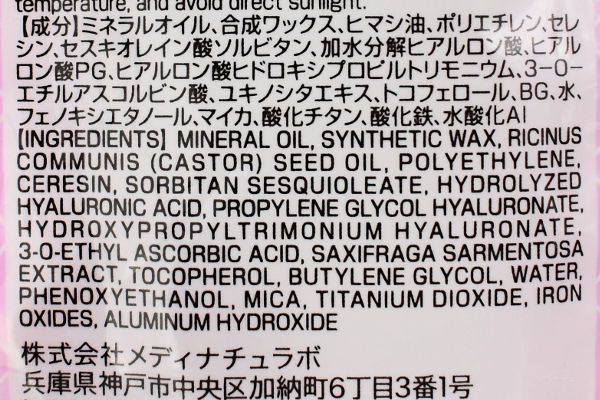 temperature, and avoid direct sunlight.
【成分】ミネラルオイル、合成ワックス、ヒマシ油、ポリエチレン、セレ
シン、セスキオレイン酸ソルビタン、加水分解ヒアルロン酸、ヒアル
ロン酸PG、ヒアルロン酸ヒドロキシプロピルトリモニウム、3-O-
エチルアスコルビン酸、ユキノシタエキス、トコフェロール、BG、水、
フェノキシエタノール、マイカ、酸化チタン、酸化鉄、水酸化Al
【INGREDIENTS】 MINERAL OIL, SYNTHETIC WAX, RICINUS
COMMUNIS (CASTOR) SEED OIL, POLYETHYLENE,
CERESIN, SORBITAN SESQUIOLEATE, HYDROLYZED
HYALURONIC ACID, PROPYLENE GLYCOL HYALURONATE,
HYDROXYPROPYLTRIMONIUM HYALURONATE,
3-O-ETHYL ASCORBIC ACID, SAXIFRAGA SARMENTOSA
EXTRACT, TOCOPHEROL, BUTYLENE GLYCOL, WATER,
PHENOXYETHANOL, MICA, TITANIUM DIOXIDE, IRON
OXIDES, ALUMINUM HYDROXIDE
株式会社メディナチュラボ
兵庫県神戸市中央区加納町6丁目3番1号